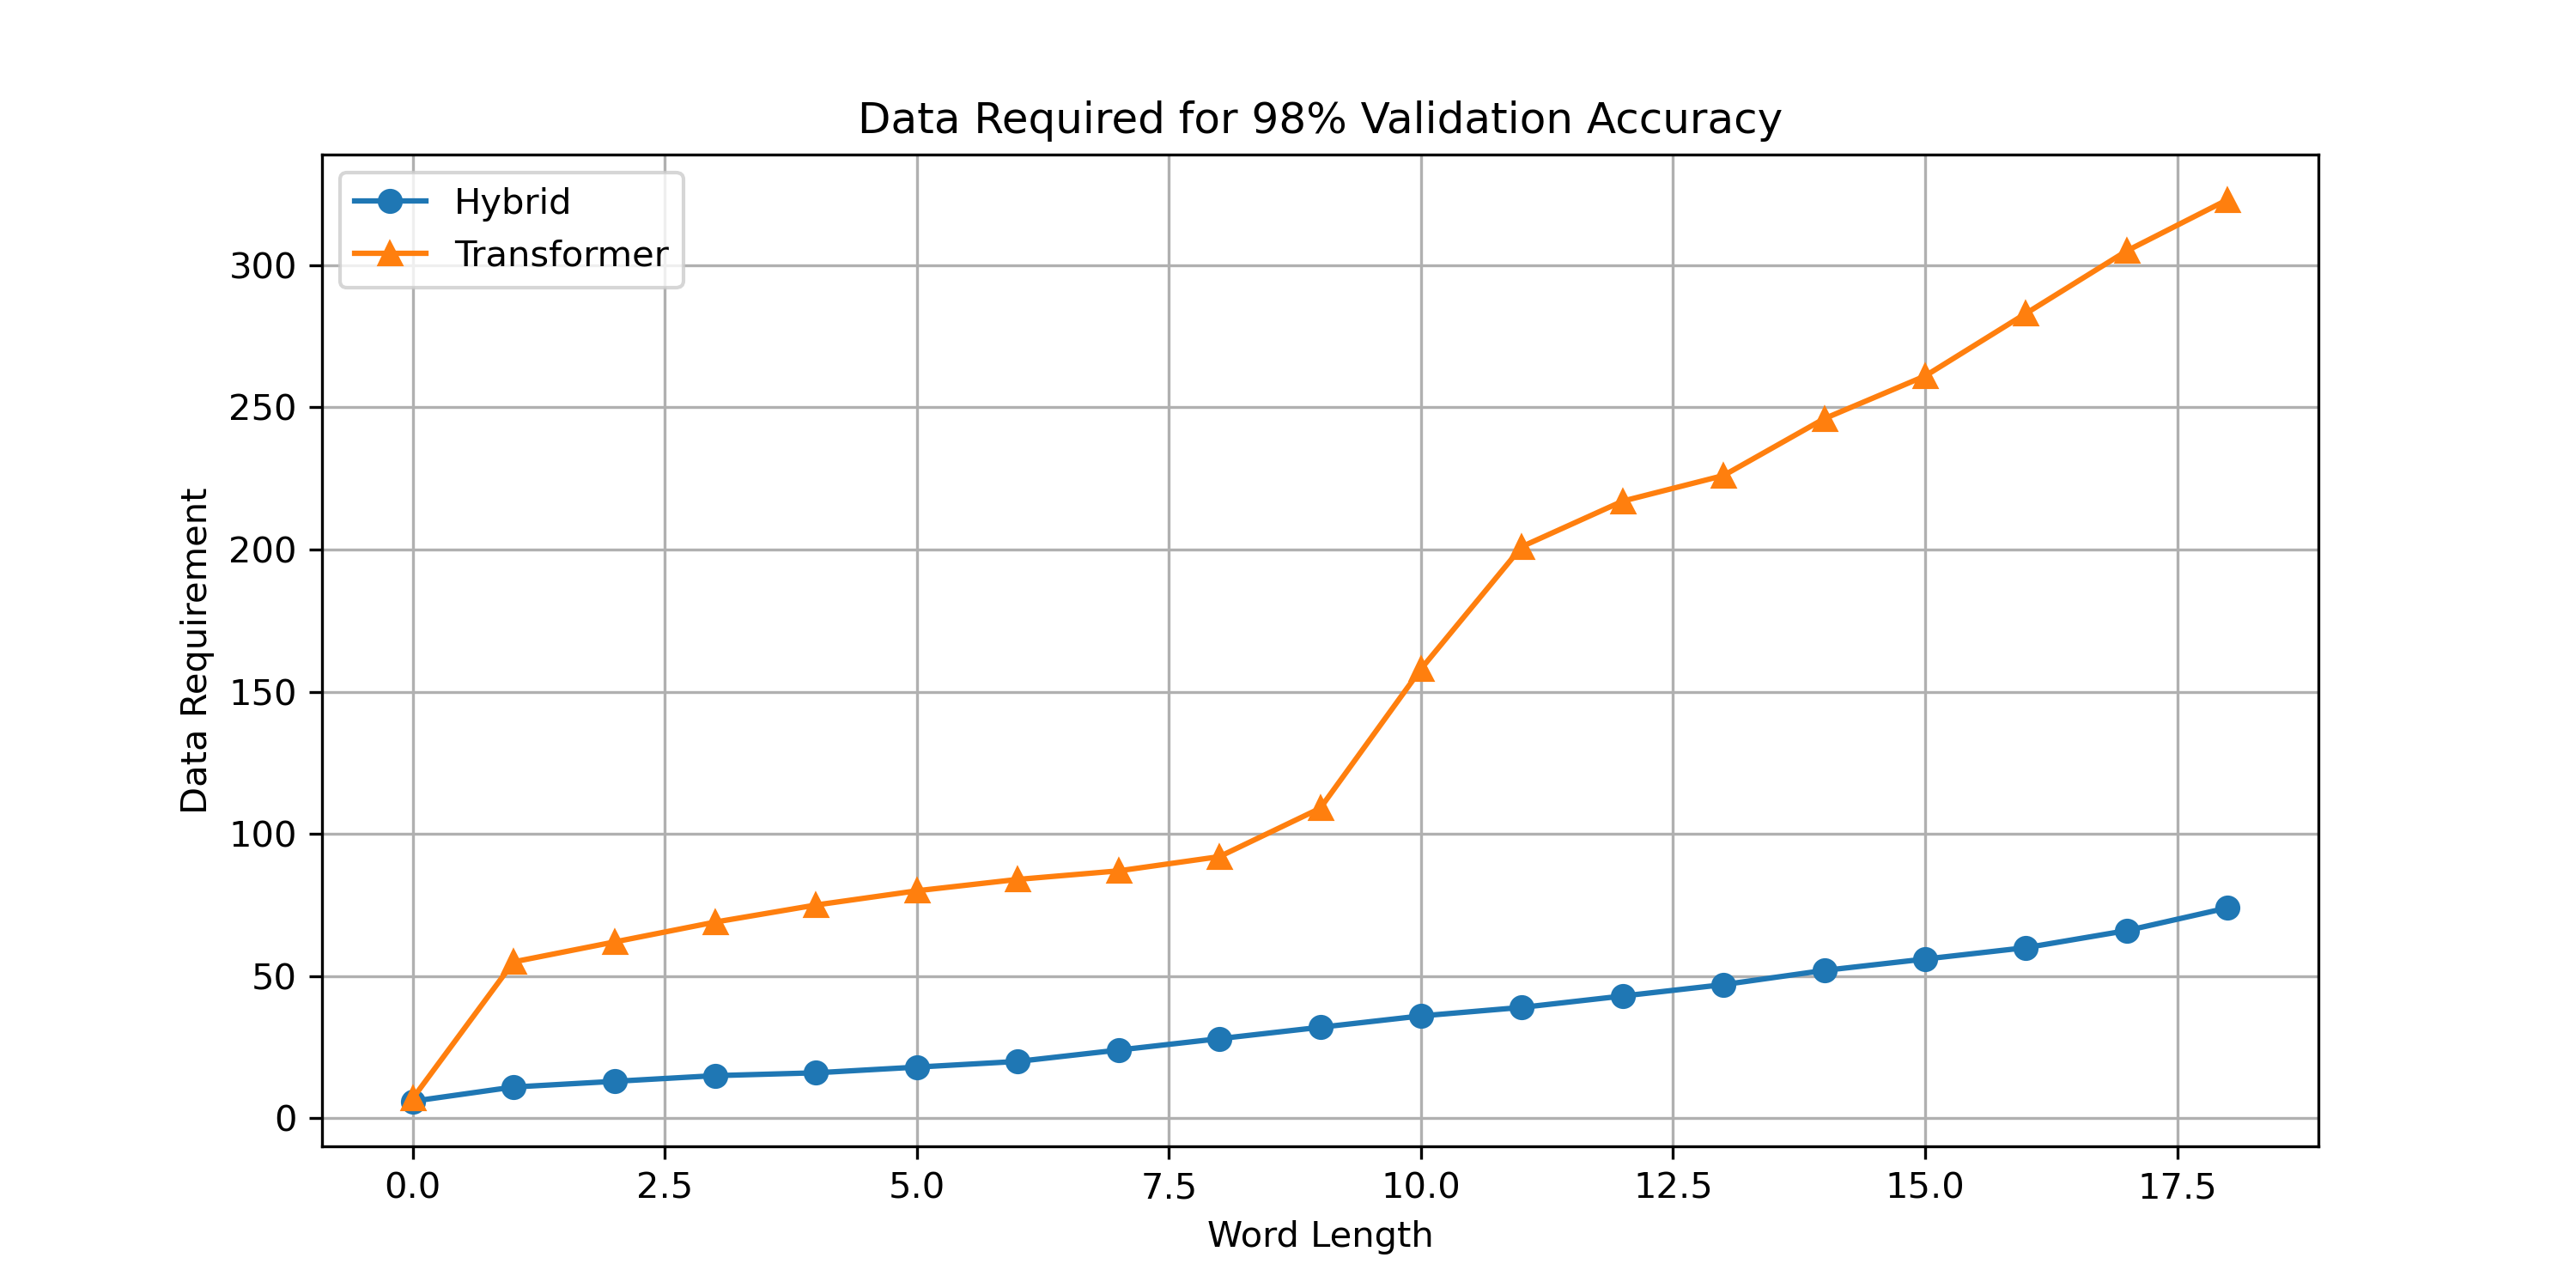 Data Required for 98% Validation Accuracy
Hybrid
Transformer
Data Requirement
300
250
200
150
100
50
0
0.0 2.5 5.0 7.5 10.0 12.5 15.0 17.5
Word Length